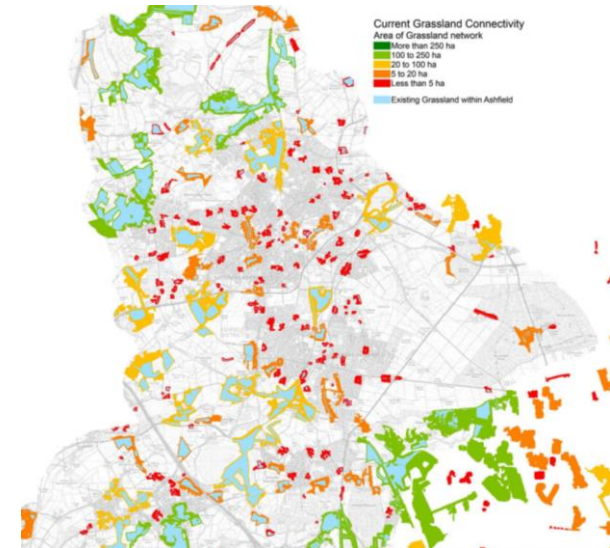 Current Grassland Connectivity
Area of Grassland network
More than 250 ha
100 to 250 ha
20 to 100 ha
5 to 20 ha
Less than 5 ha
Existing Grassland within Ashfield